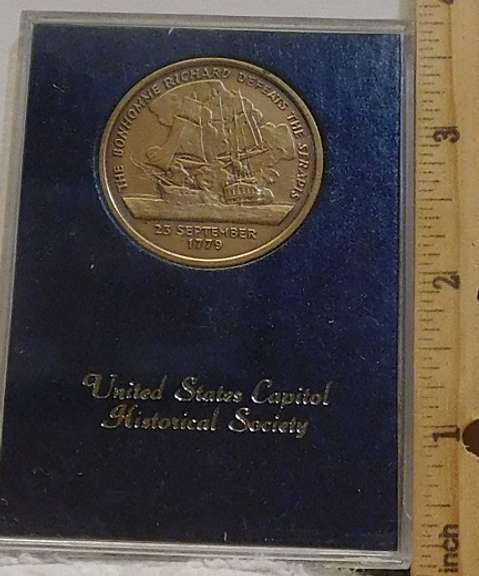 THE BONHOMME RICHARD DEFEATS THE SERAPIS
23 SEPTEMBER
1779
United States Capitol
Historical Society
3
2
1
inch